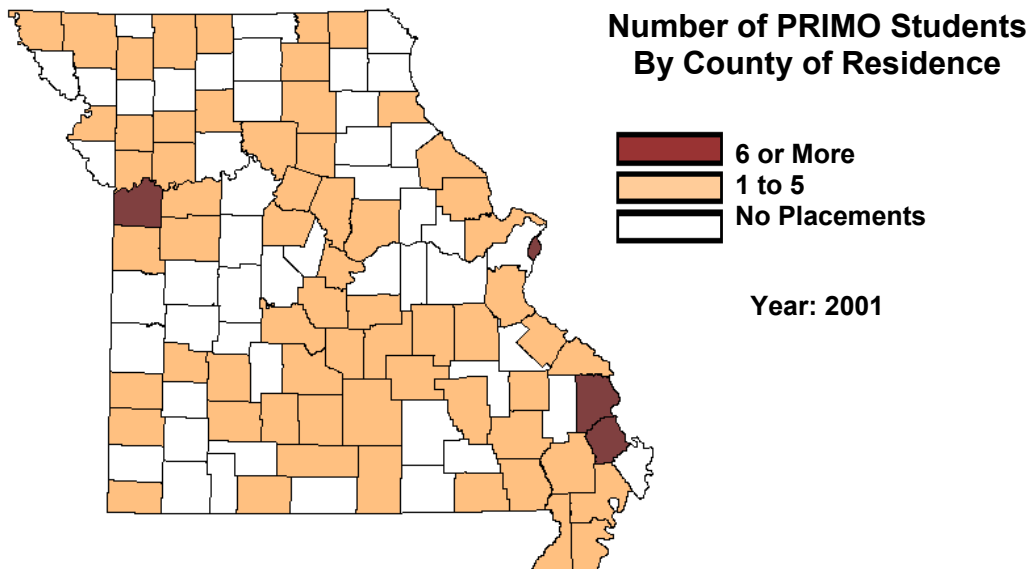 Number of PRIMO Students
By County of Residence
6 or More
1 to 5
No Placements
Year: 2001